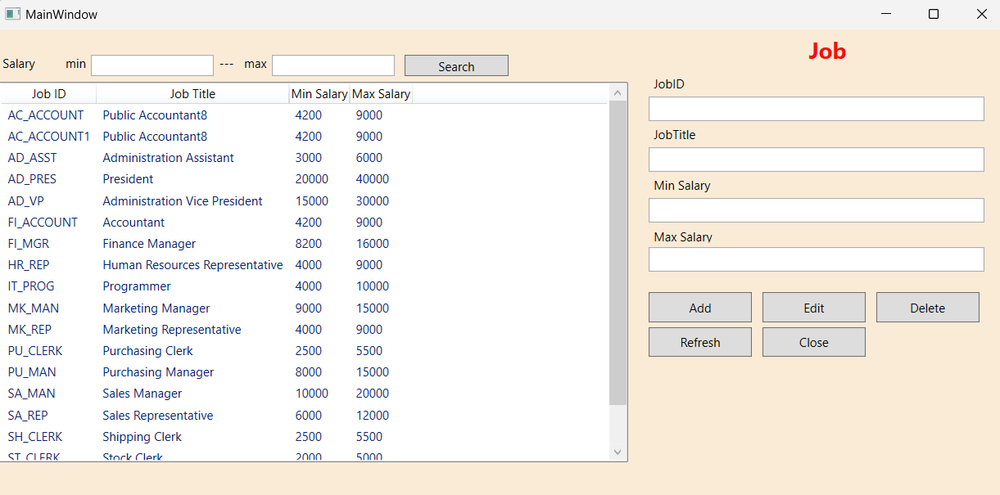 MainWindow
Salary min --- max Search
Job ID Job Title Min Salary Max Salary
AC_ACCOUNT Public Accountant8 4200 9000
AC_ACCOUNT1 Public Accountant8 4200 9000
AD_ASST Administration Assistant 3000 6000
AD_PRES President 20000 40000
AD_VP Administration Vice President 15000 30000
FI_ACCOUNT Accountant 4200 9000
FI_MGR Finance Manager 8200 16000
HR_REP Human Resources Representative 4000 9000
IT_PROG Programmer 4000 10000
MK_MAN Marketing Manager 9000 15000
MK_REP Marketing Representative 4000 9000
PU_CLERK Purchasing Clerk 2500 5500
PU_MAN Purchasing Manager 8000 15000
SA_MAN Sales Manager 10000 20000
SA_REP Sales Representative 6000 12000
SH_CLERK Shipping Clerk 2500 5500
ST_CLERK Stock Clerk 2000 5000
Job
JobID
JobTitle
Min Salary
Max Salary
Add Edit Delete
Refresh Close